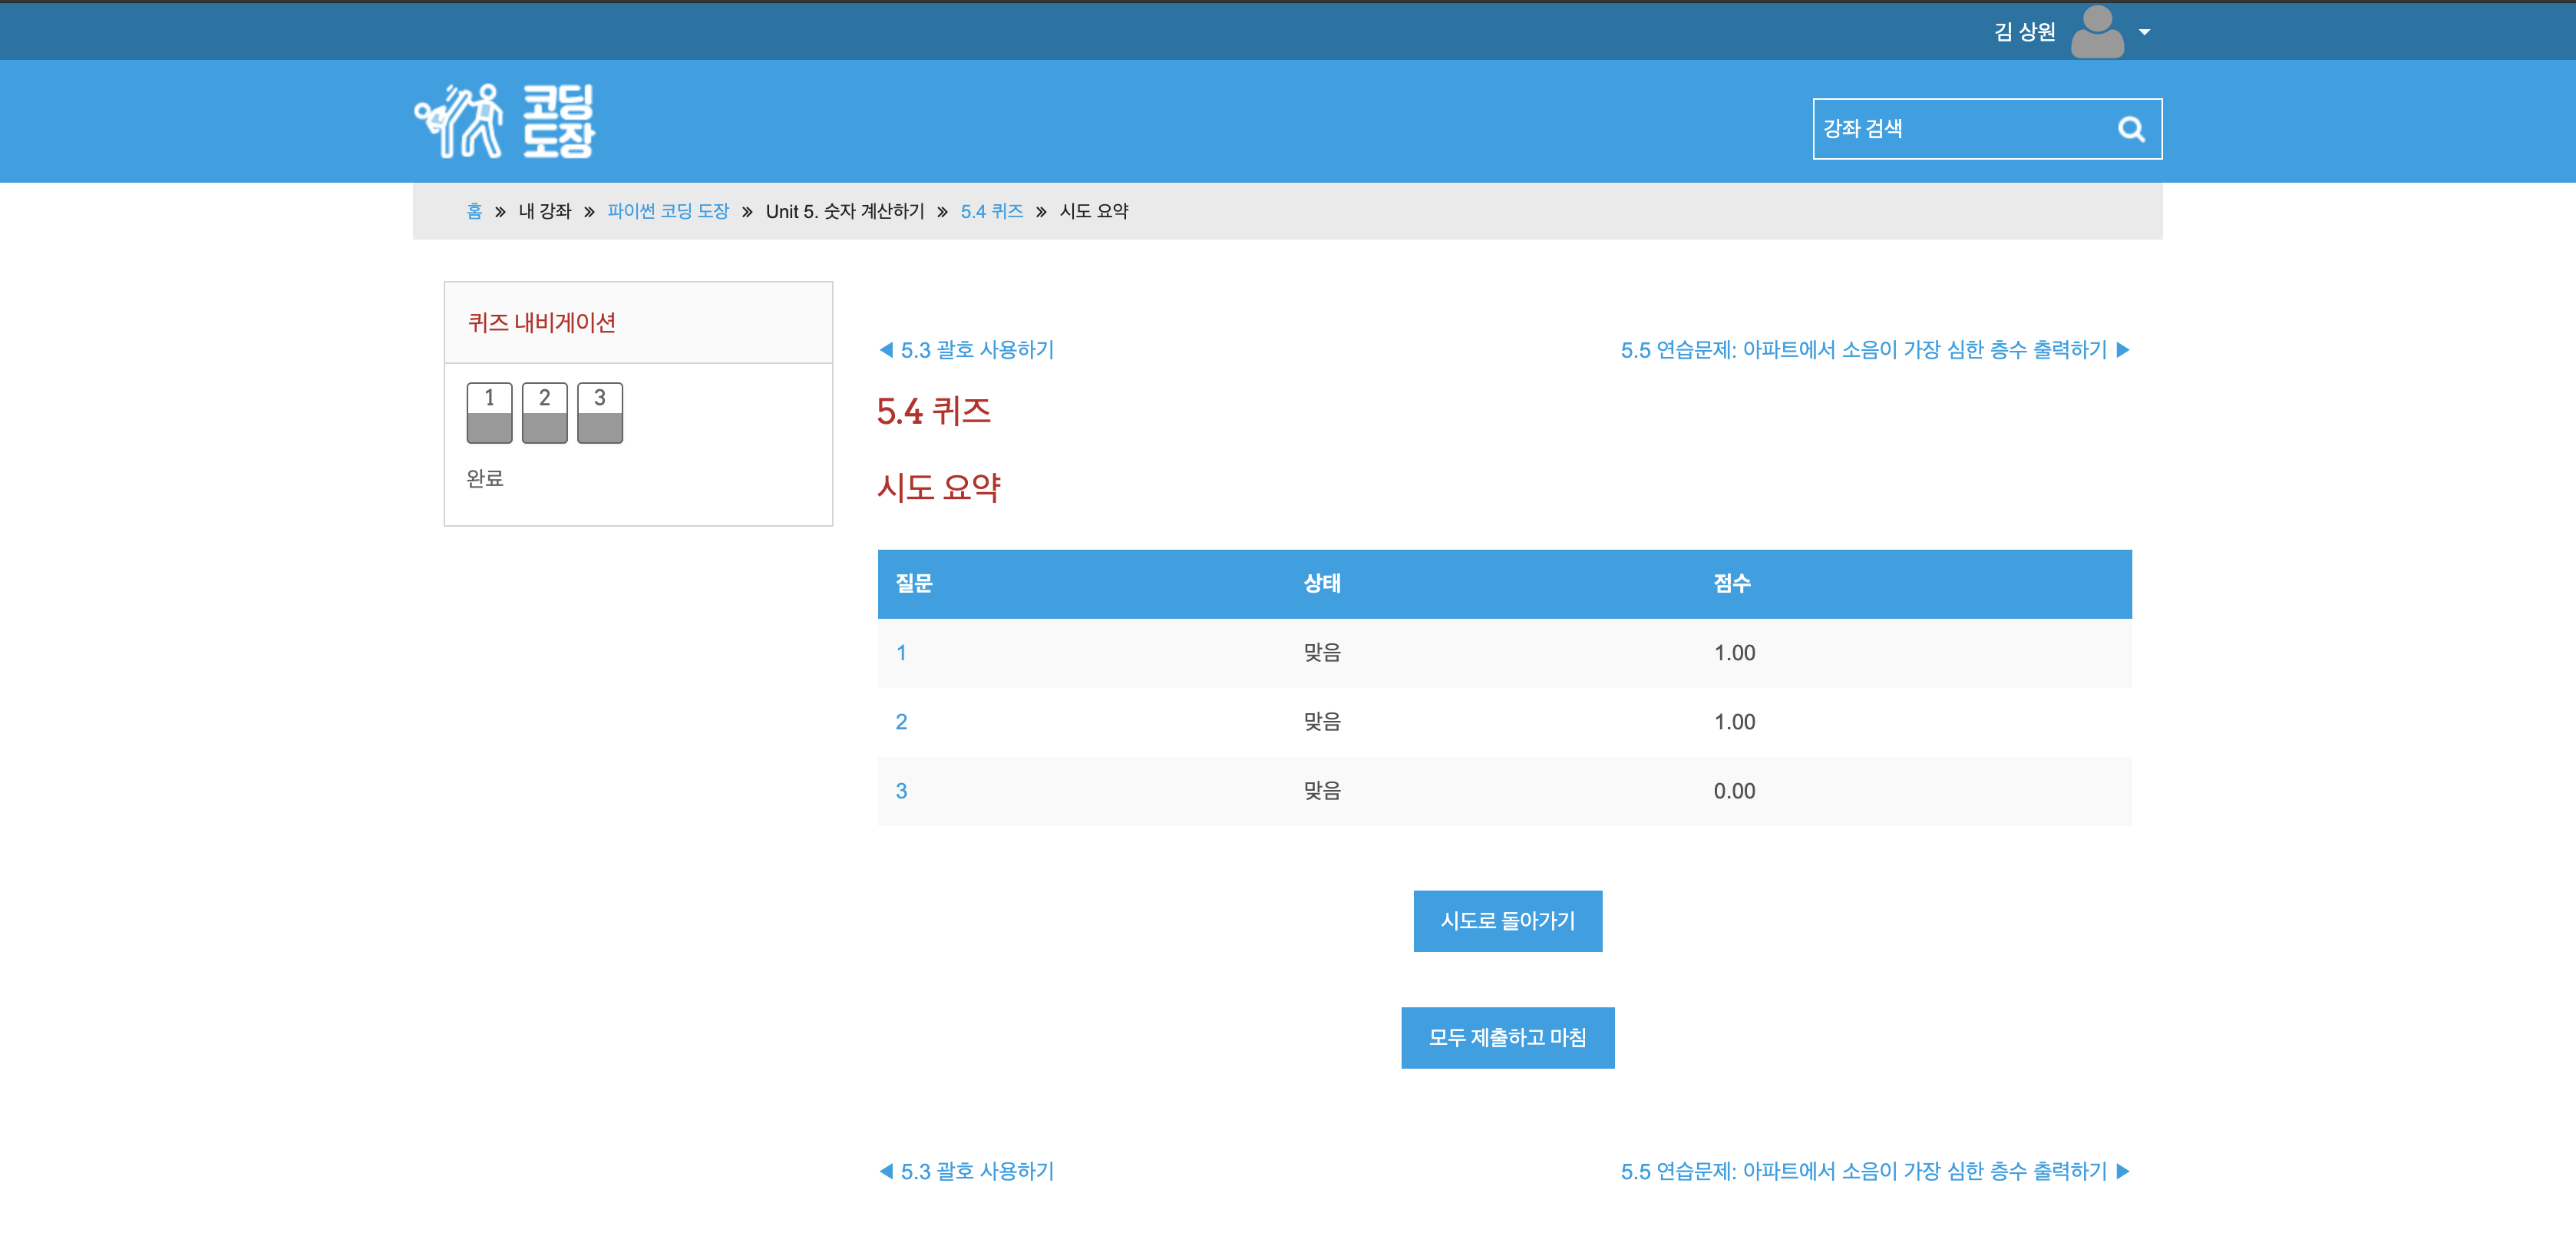 김 상원
코딩
도장
강좌 검색
홈 » 내 강좌 » 파이썬 코딩 도장 » Unit 5. 숫자 계산하기 » 5.4 퀴즈 » 시도 요약
퀴즈 내비게이션
1 2 3
완료
◀ 5.3 괄호 사용하기 5.5 연습문제: 아파트에서 소음이 가장 심한 층수 출력하기 ▶
5.4 퀴즈
시도 요약
질문 상태 점수
1 맞음 1.00
2 맞음 1.00
3 맞음 0.00
시도로 돌아가기
모두 제출하고 마침
◀ 5.3 괄호 사용하기 5.5 연습문제: 아파트에서 소음이 가장 심한 층수 출력하기 ▶